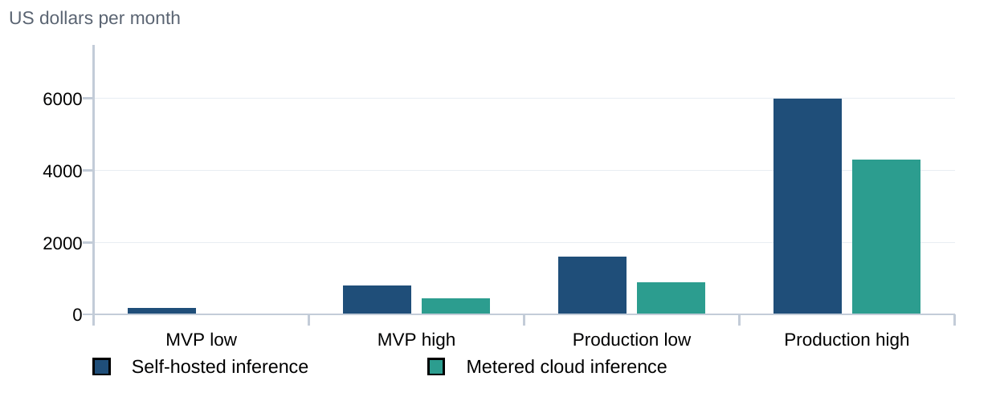 US dollars per month
6000
4000
2000
0
MVP low MVP high Production low Production high
Self-hosted inference Metered cloud inference